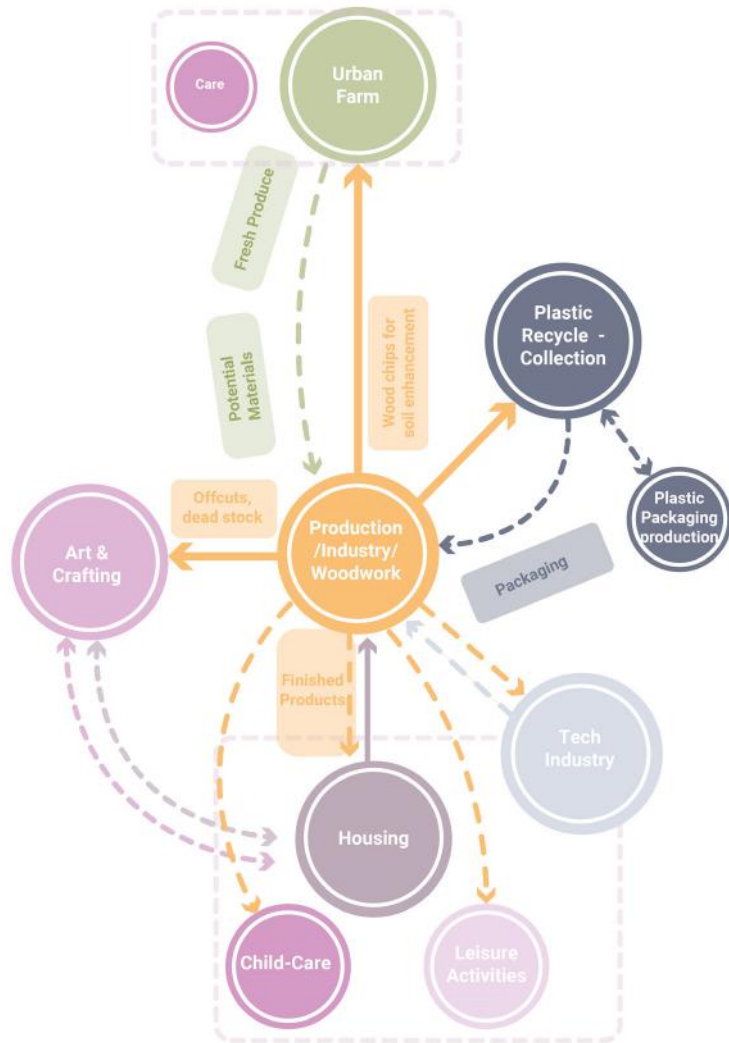 Care
Urban
Farm
Fresh Produce
Potential
Materials
Wood chips for
soil enhancement
Plastic
Recycle -
Collection
Plastic
Packaging
production
Offcuts,
dead stock
Art &
Crafting
Production
/Industry/
Woodwork
Packaging
Finished
Products
Tech
Industry
Housing
Child-Care
Leisure
Activities